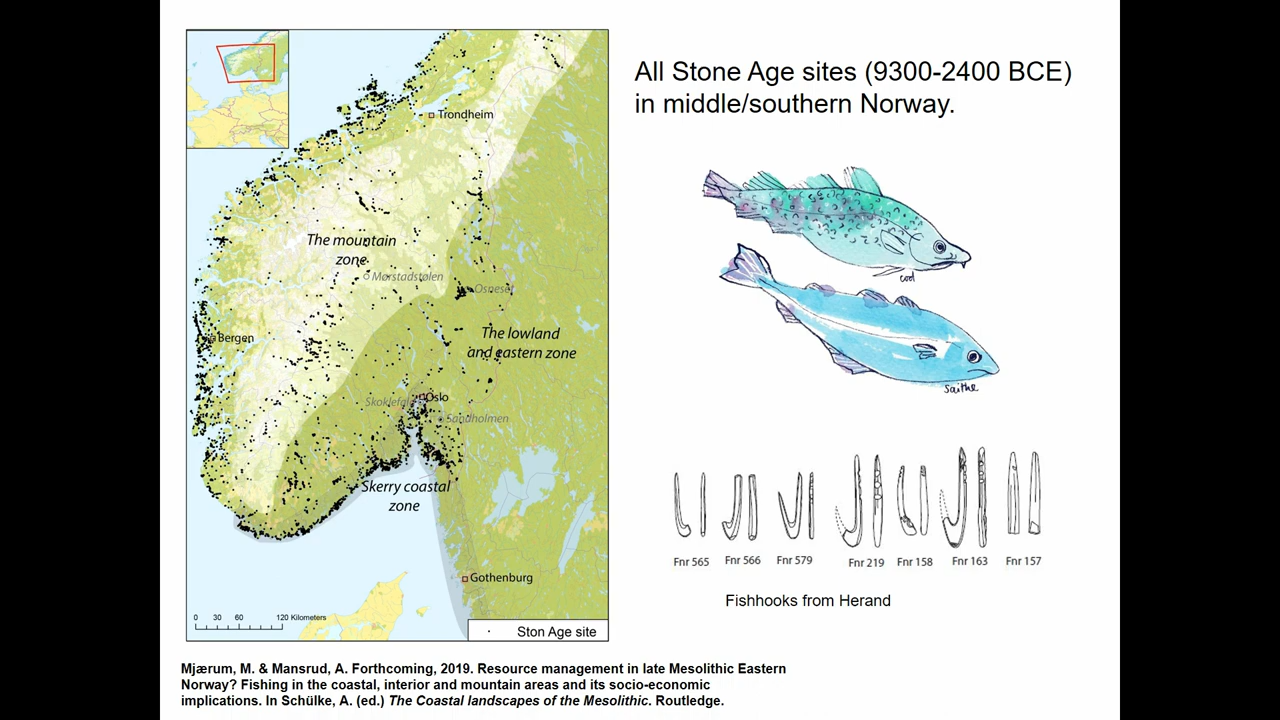 All Stone Age sites (9300-2400 BCE)
in middle/southern Norway.
Trondheim
The mountain
zone
Mørstadstølen
Osneset
Bergen
The lowland
and eastern zone
Skoklefald
Oslo
Sandholmen
Skerry coastal
zone
Gothenburg
0 30 60 120 Kilometers
Ston Age site
cod
saithe
Fnr 565 Fnr 566 Fnr 579 Fnr 219 Fnr 158 Fnr 163 Fnr 157
Fishhooks from Herand
Mjærum, M. & Mansrud, A. Forthcoming, 2019. Resource management in late Mesolithic Eastern
Norway? Fishing in the coastal, interior and mountain areas and its socio-economic
implications. In Schülke, A. (ed.) The Coastal landscapes of the Mesolithic. Routledge.